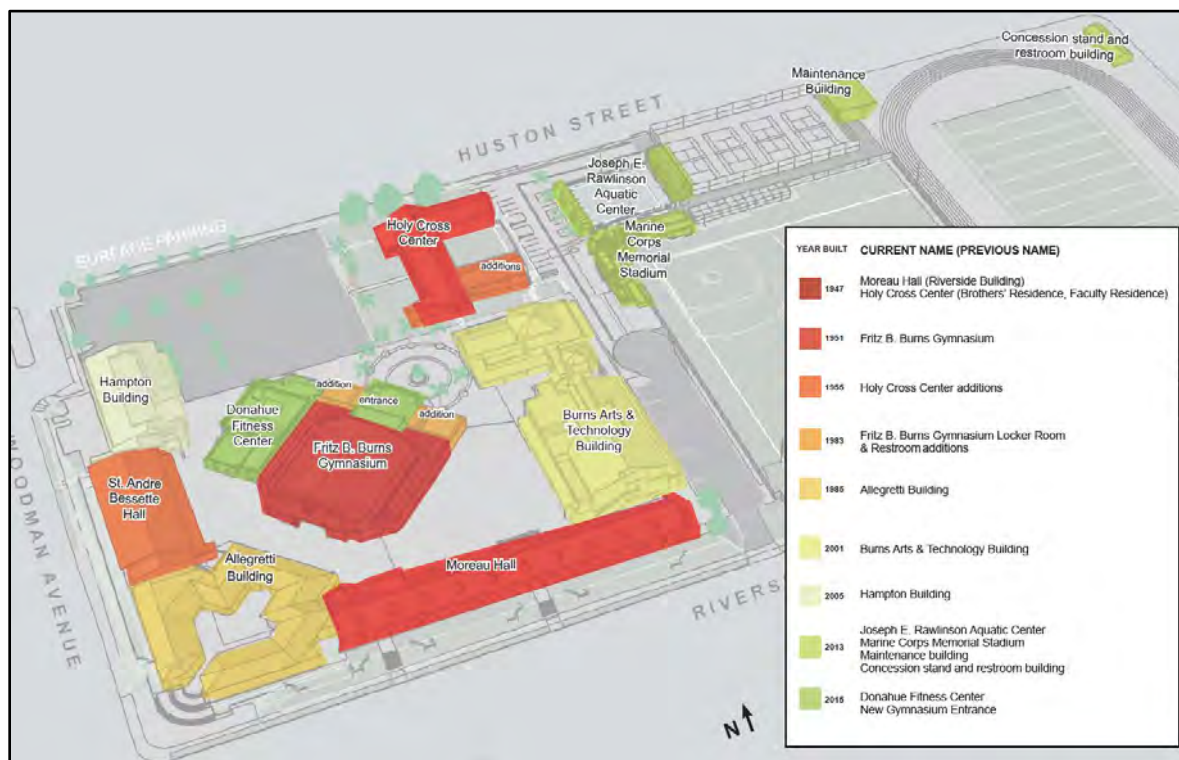 Concession stand and
restroom building
Maintenance
Building
HUSTON STREET
Joseph E.
Rawlinson
Aquatic
Center
Marine
Corps
Memorial
Stadium
Holy Cross
Center
additions
SURFACE PARKING
Hampton
Building
addition
entrance
addition
Donahue
Fitness
Center
Fritz B. Burns
Gymnasium
Burns Arts &
Technology
Building
St. Andre
Bessette
Hall
Allegretti
Building
Moreau Hall
WOODMAN AVENUE
RIVERS
N
YEAR BUILT CURRENT NAME (PREVIOUS NAME)
1947 Moreau Hall (Riverside Building)
Holy Cross Center (Brothers' Residence, Faculty Residence)
1951 Fritz B. Burns Gymnasium
Holy Cross Center additions
1983 Fritz B. Burns Gymnasium Locker Room
& Restroom additions
1985 Allegretti Building
2001 Burns Arts & Technology Building
2005 Hampton Building
2013 Joseph E. Rawlinson Aquatic Center
Marine Corps Memorial Stadium
Maintenance building
Concession stand and restroom building
Donahue Fitness Center
New Gymnasium Entrance